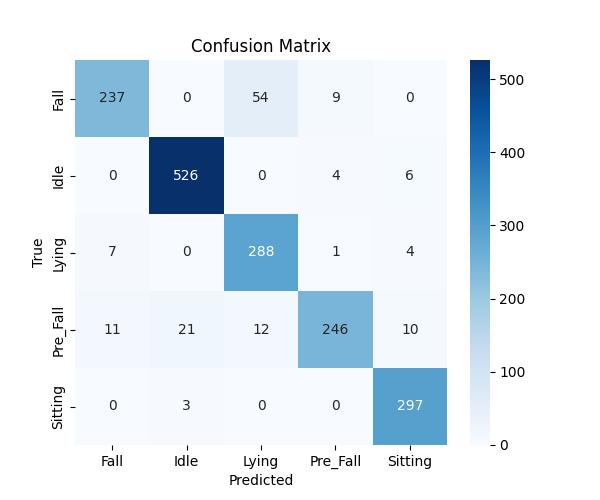 Confusion Matrix
Fall 237 0 54 9 0
Idle 0 526 0 4 6
Lying 7 0 288 1 4
Pre_Fall 11 21 12 246 10
Sitting 0 3 0 0 297
True
Fall Idle Lying Pre_Fall Sitting
Predicted
500
400
300
200
100
0